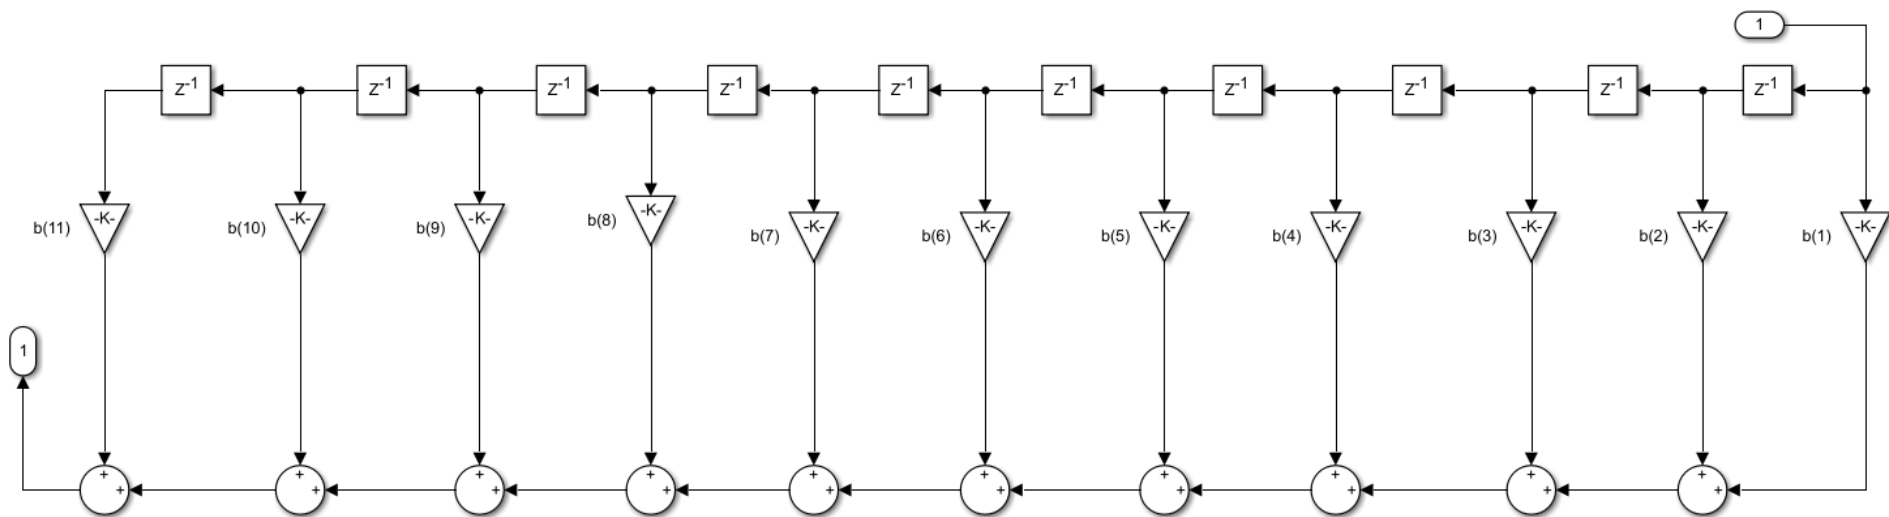 1
z⁻¹ z⁻¹ z⁻¹ z⁻¹ z⁻¹ z⁻¹ z⁻¹ z⁻¹ z⁻¹ z⁻¹
b(11) -K- b(10) -K- b(9) -K- b(8) -K- b(7) -K- b(6) -K- b(5) -K- b(4) -K- b(3) -K- b(2) -K- b(1) -K-
1
+ + + + + + + + + +
+ + + + + + + + + +